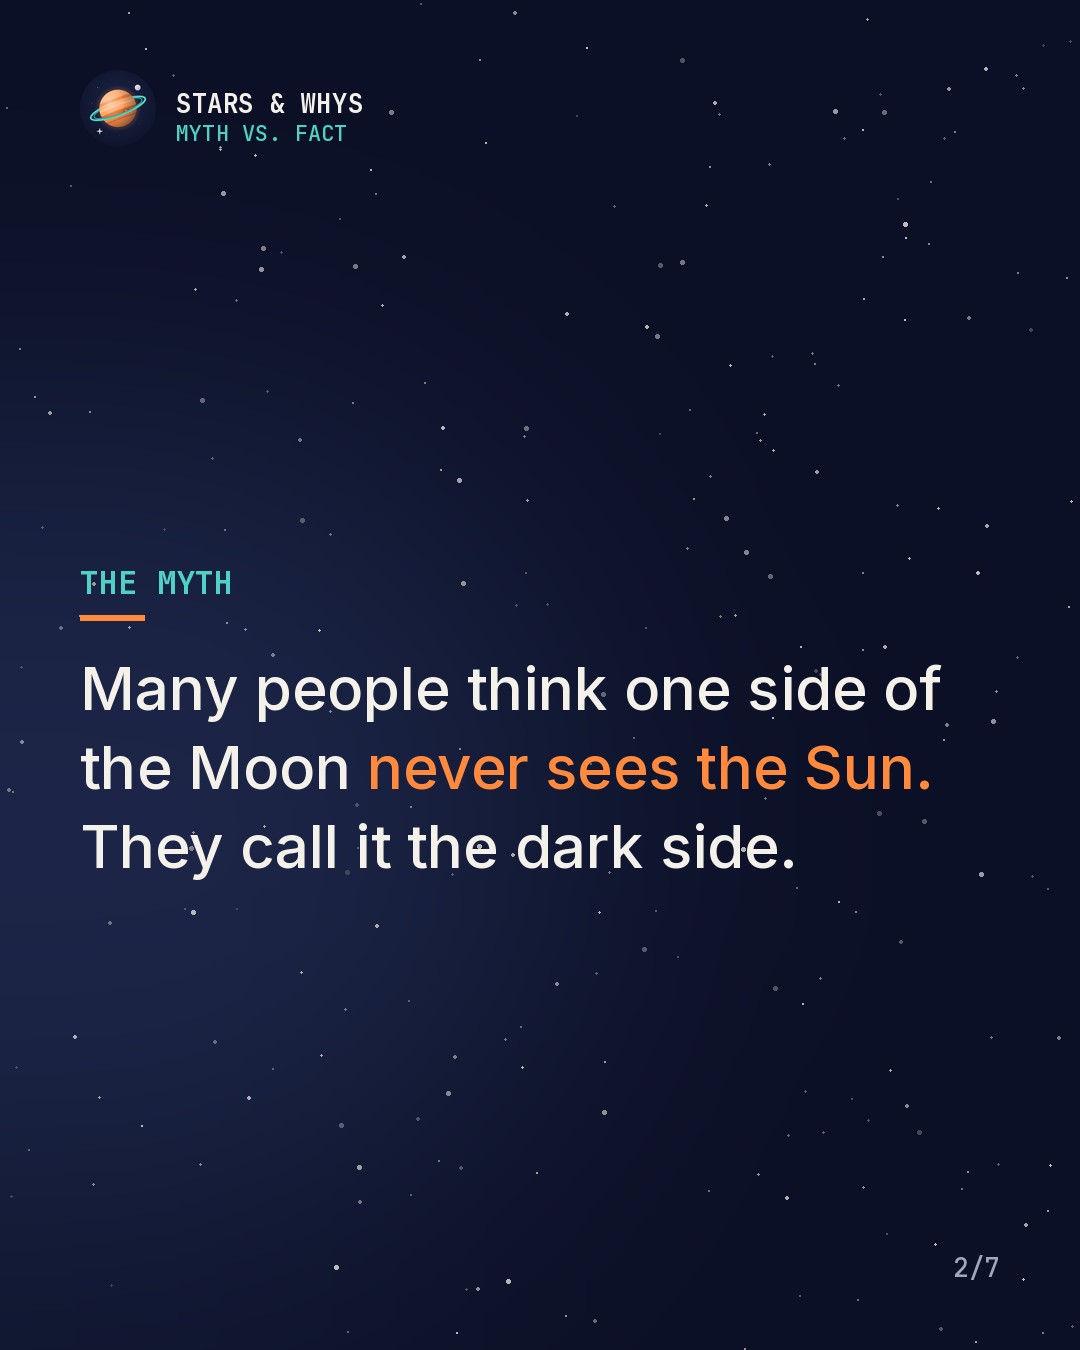 STARS & WHYS
MYTH VS. FACT
THE MYTH
Many people think one side of
the Moon never sees the Sun.
They call it the dark side.
2/7